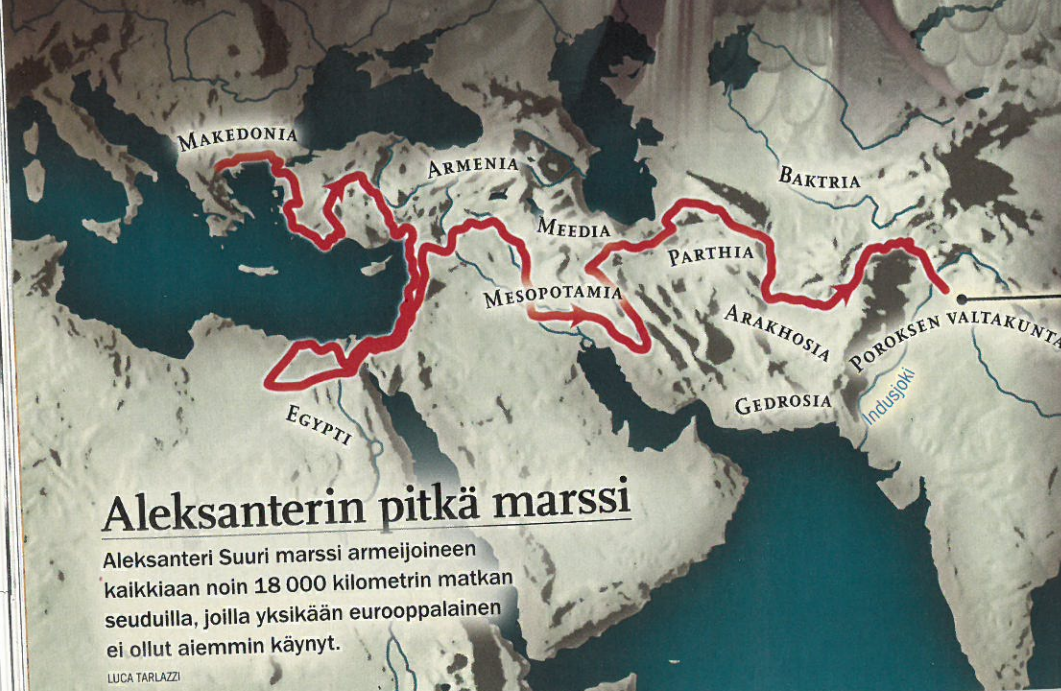 MAKEDONIA
ARMENIA
BAKTRIA
MEEDIA
PARTHIA
MESOPOTAMIA
ARAKHOSIA
POROKSEN VALTAKUNTA
GEDROSIA
Indusjoki
EGYPTI
Aleksanterin pitkä marssi
Aleksanteri Suuri marssi armeijoineen
kaikkiaan noin 18 000 kilometrin matkan
seuduilla, joilla yksikään eurooppalainen
ei ollut aiemmin käynyt.
LUCA TARLAZZI